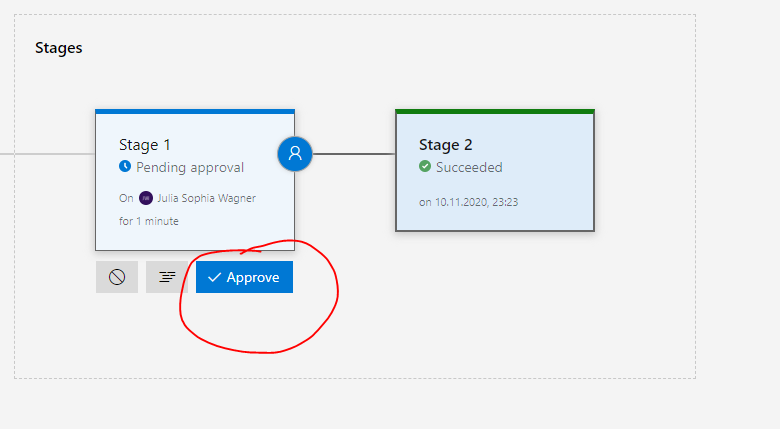 Stages
Stage 1
Pending approval
On Julia Sophia Wagner
for 1 minute
Approve
Stage 2
Succeeded
on 10.11.2020, 23:23